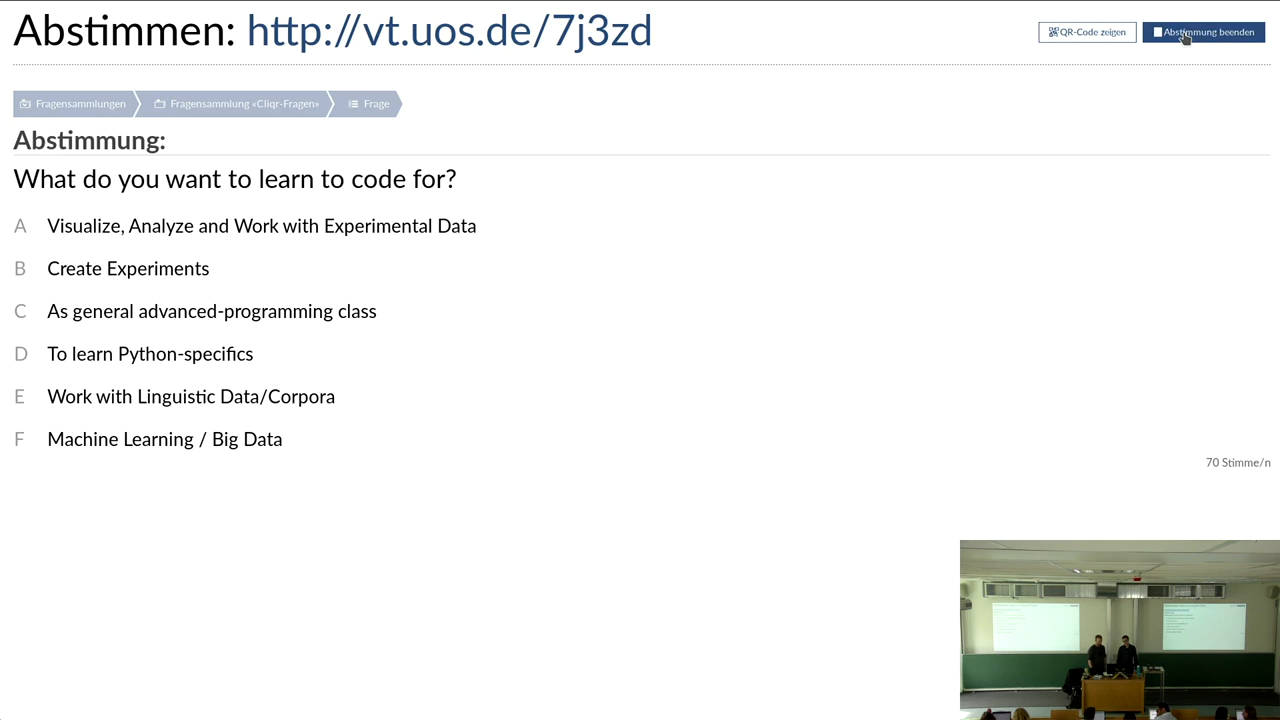 Abstimmen: http://vt.uos.de/7j3zd
QR-Code zeigen
Abstimmung beenden
Fragensammlungen
Fragensammlung «Cliqr-Fragen»
Frage
Abstimmung:
What do you want to learn to code for?
A Visualize, Analyze and Work with Experimental Data
B Create Experiments
C As general advanced-programming class
D To learn Python-specifics
E Work with Linguistic Data/Corpora
F Machine Learning / Big Data
70 Stimme/n